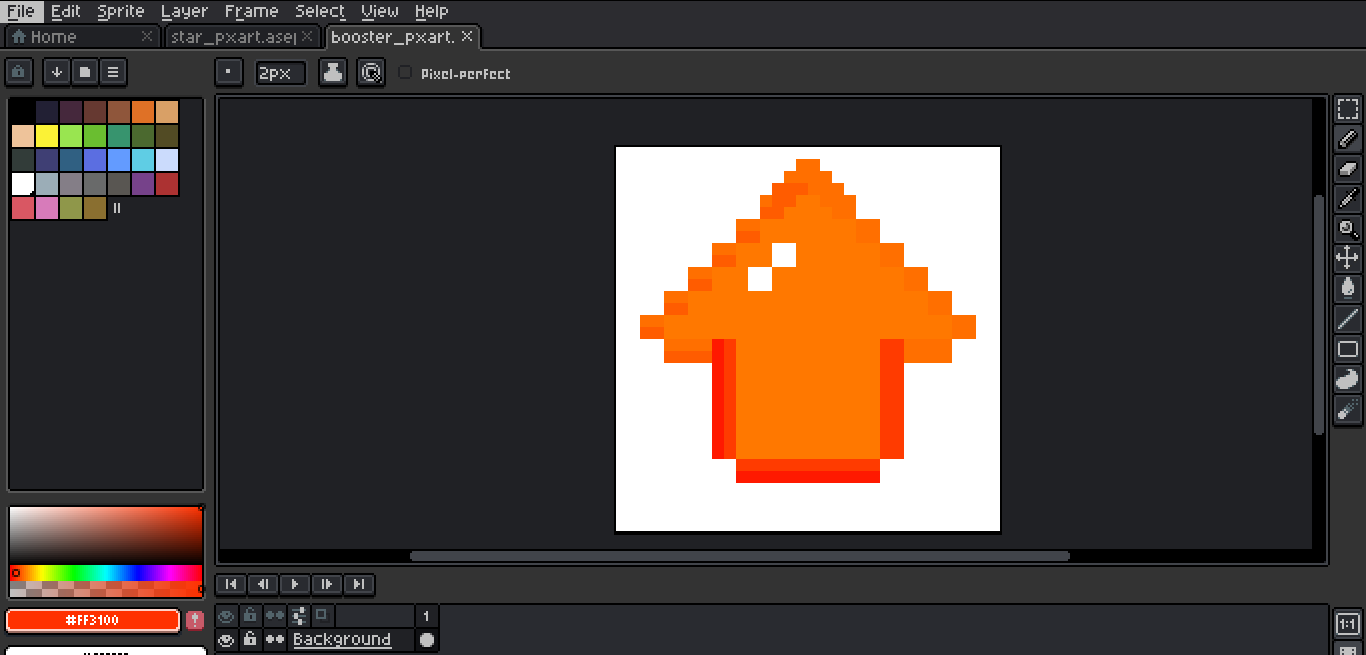 File Edit Sprite Layer Frame Select View Help
Home star_pxart.asep booster_pxart.
2px Pixel-perfect
#FF3100
1
Background
1:1